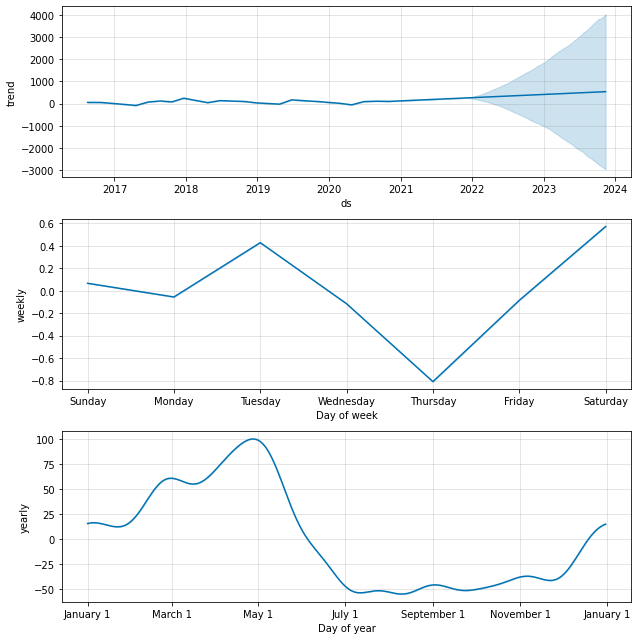 4000
3000
2000
1000
0
−1000
−2000
−3000
trend
2017 2018 2019 2020 2021 2022 2023 2024
ds
0.6
0.4
0.2
0.0
−0.2
−0.4
−0.6
−0.8
weekly
Sunday Monday Tuesday Wednesday Thursday Friday Saturday
Day of week
100
75
50
25
0
−25
−50
yearly
January 1 March 1 May 1 July 1 September 1 November 1 January 1
Day of year